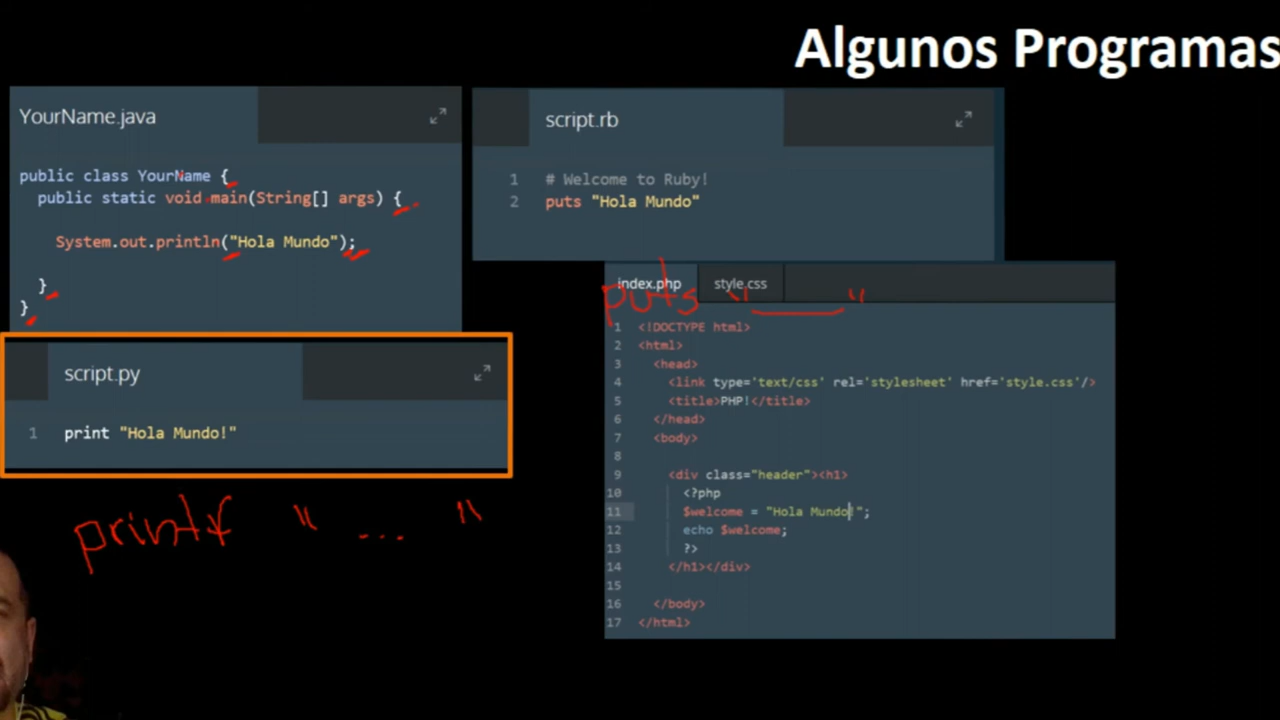 Algunos Programas
YourName.java
public class YourName {
public static void main(String[] args) {
System.out.println("Hola Mundo");
}
}
script.rb
1 # Welcome to Ruby!
2 puts "Hola Mundo"
script.py
1 print "Hola Mundo!"
printf " ... "
index.php style.css
puts " "
1 <!DOCTYPE html>
2 <html>
3 <head>
4 <link type='text/css' rel='stylesheet' href='style.css'/>
5 <title>PHP!</title>
6 </head>
7 <body>
8
9 <div class="header"><h1>
10 <?php
11 $welcome = "Hola Mundo!";
12 echo $welcome;
13 ?>
14 </h1></div>
15
16 </body>
17 </html>